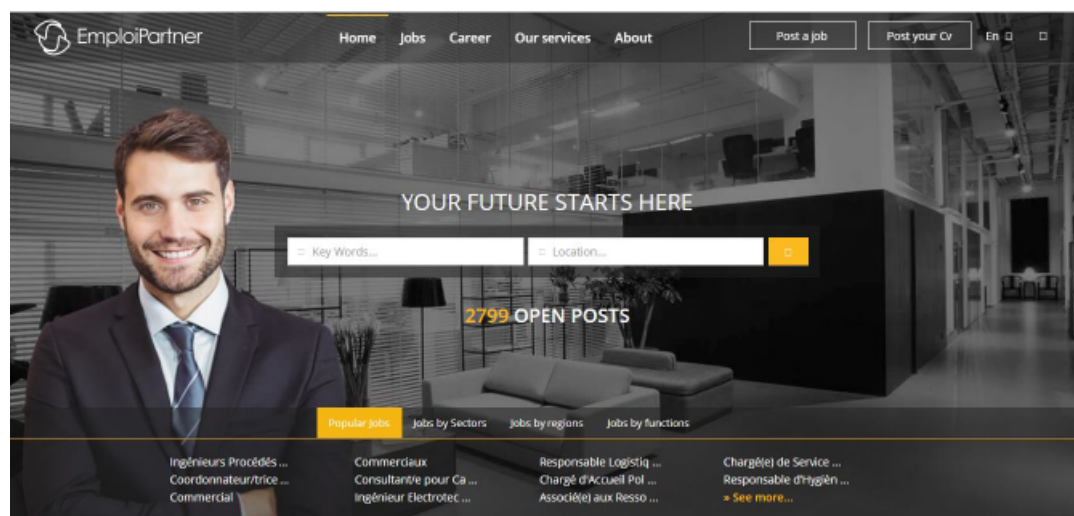 EmploiPartner
Home Jobs Career Our services About
Post a job Post your Cv En
YOUR FUTURE STARTS HERE
Key Words... Location...
2799 OPEN POSTS
Popular Jobs Jobs by Sectors Jobs by regions Jobs by functions
Ingénieurs Procédés ... Commerciaux Responsable Logistiq ... Chargé(e) de Service ...
Coordonnateur/trice ... Consultant/e pour Ca ... Chargé d'Accueil Pol ... Responsable d'Hygièn ...
Commercial Ingénieur Electrotec ... Associé(e) aux Resso ... » See more...